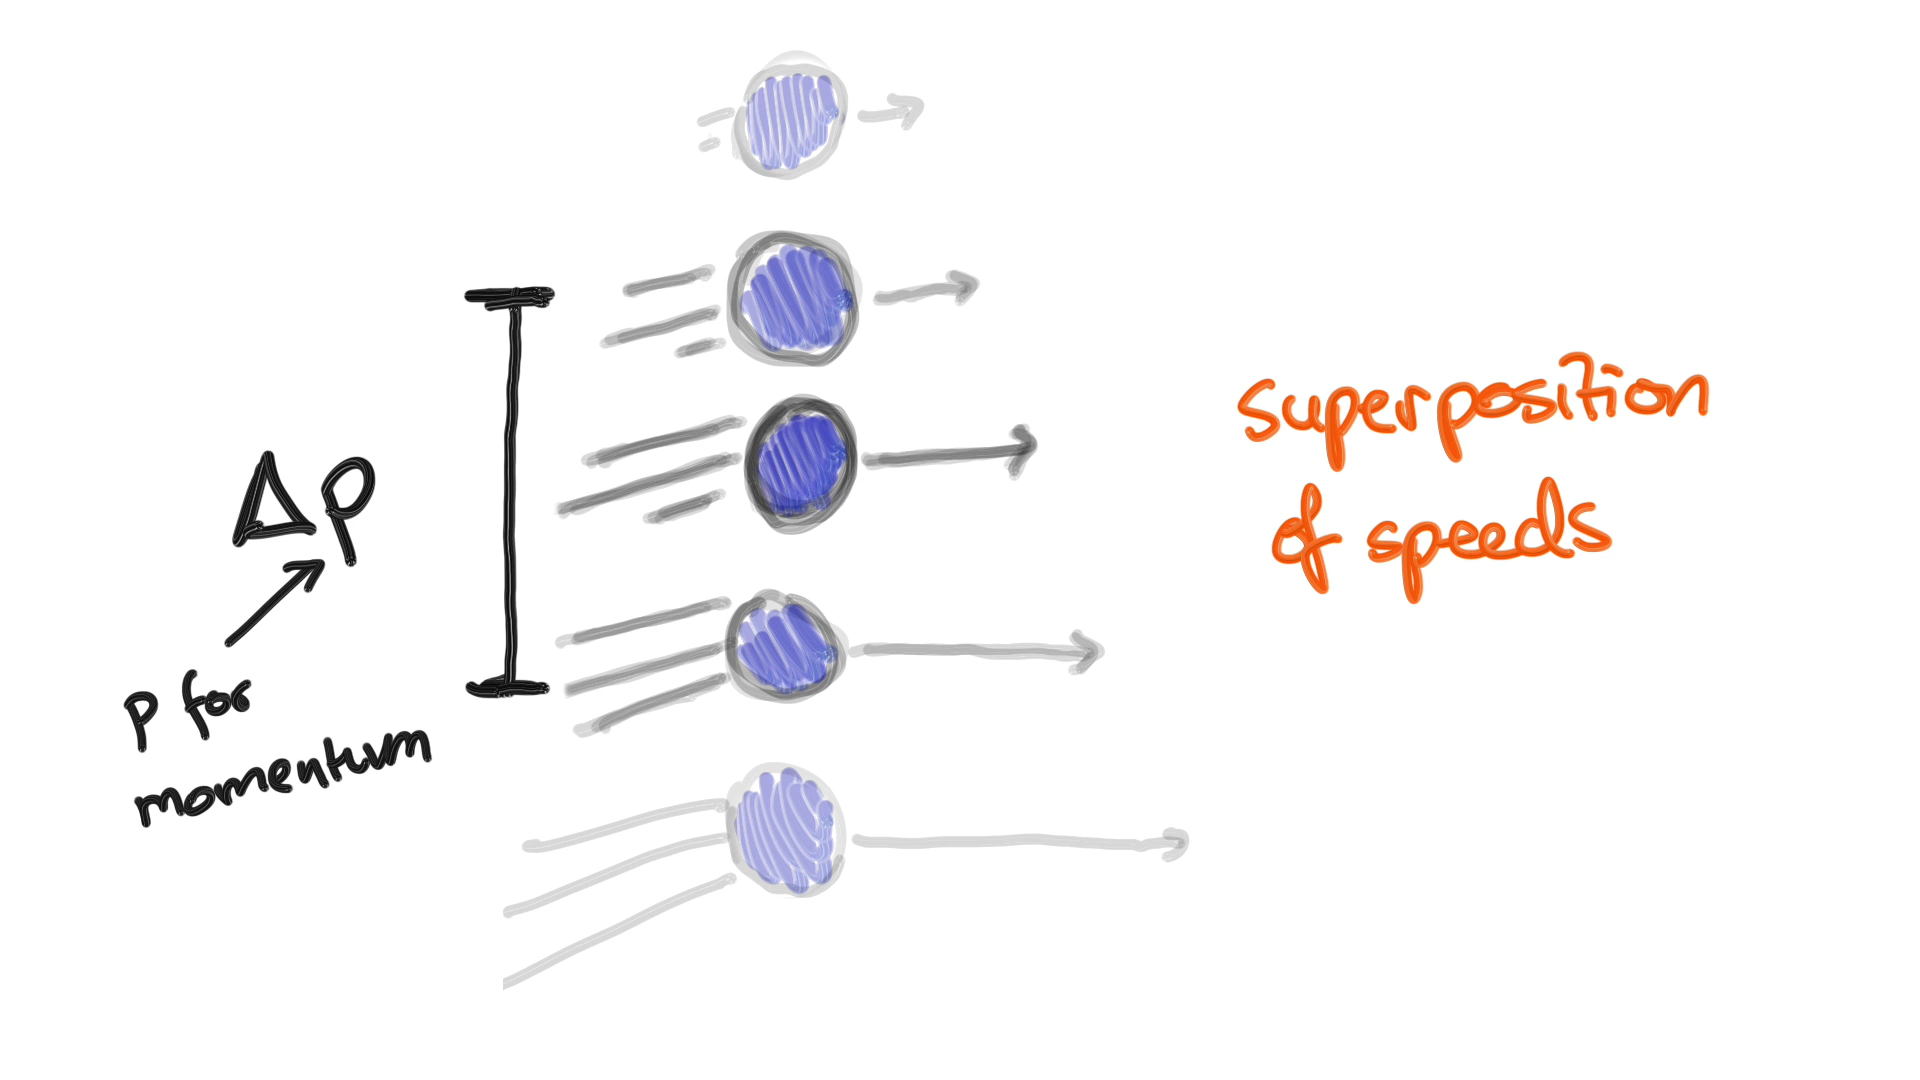 Δp
p for
momentum
superposition
of speeds